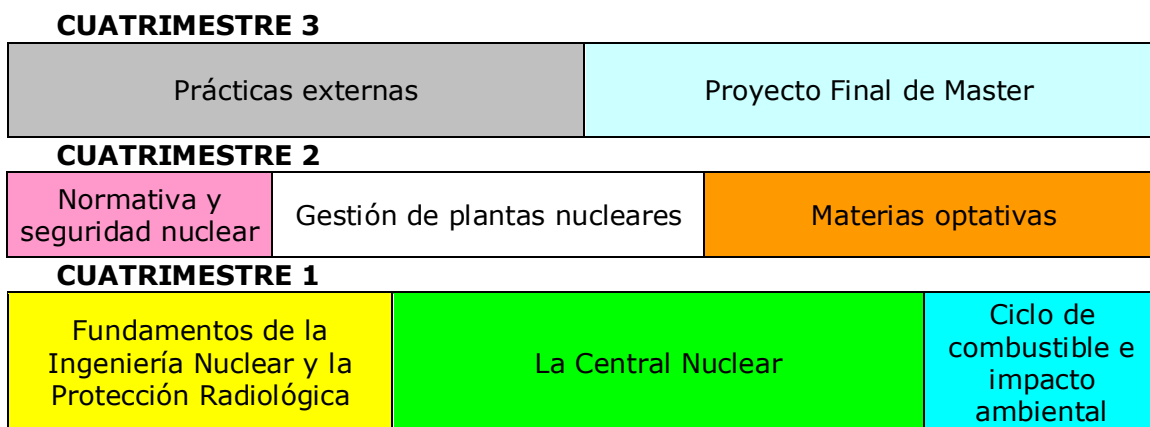 CUATRIMESTRE 3
Prácticas externas
Proyecto Final de Master
CUATRIMESTRE 2
Normativa y
seguridad nuclear
Gestión de plantas nucleares
Materias optativas
CUATRIMESTRE 1
Fundamentos de la
Ingeniería Nuclear y la
Protección Radiológica
La Central Nuclear
Ciclo de
combustible e
impacto
ambiental